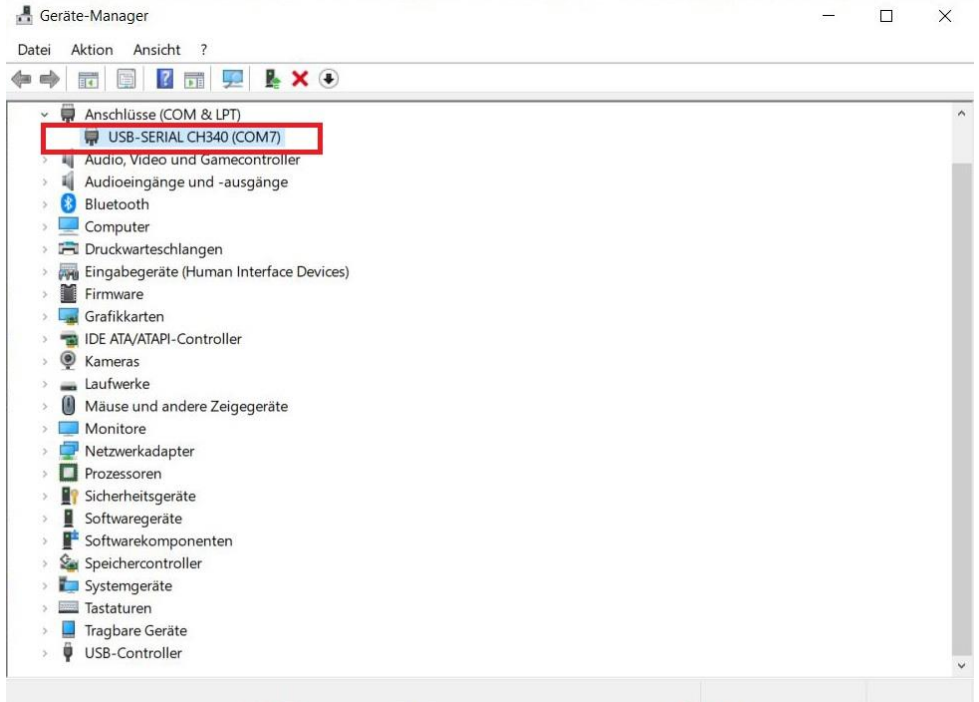 Geräte-Manager
Datei Aktion Ansicht ?
Anschlüsse (COM & LPT)
USB-SERIAL CH340 (COM7)
Audio, Video und Gamecontroller
Audioeingänge und -ausgänge
Bluetooth
Computer
Druckwarteschlangen
Eingabegeräte (Human Interface Devices)
Firmware
Grafikkarten
IDE ATA/ATAPI-Controller
Kameras
Laufwerke
Mäuse und andere Zeigegeräte
Monitore
Netzwerkadapter
Prozessoren
Sicherheitsgeräte
Softwaregeräte
Softwarekomponenten
Speichercontroller
Systemgeräte
Tastaturen
Tragbare Geräte
USB-Controller